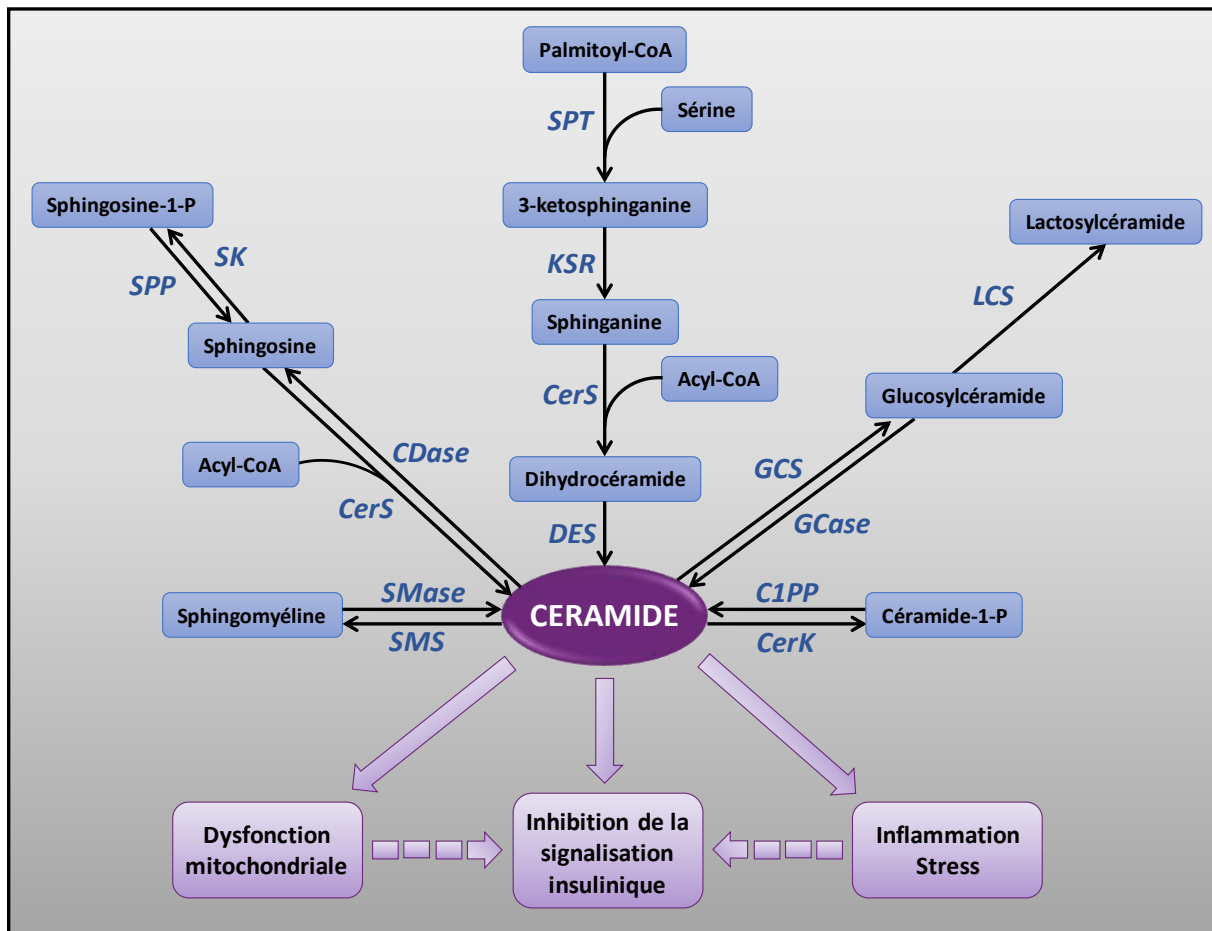 Palmitoyl-CoA
SPT
Sérine
Sphingosine-1-P
3-ketosphinganine
Lactosylcéramide
SK
SPP
KSR
LCS
Sphingosine
Sphinganine
CerS
Acyl-CoA
Glucosylcéramide
Acyl-CoA
CDase
CerS
Dihydrocéramide
GCS
GCase
DES
Sphingomyéline
SMase
SMS
CERAMIDE
C1PP
CerK
Céramide-1-P
Dysfonction
mitochondriale
Inhibition de la
signalisation
insulinique
Inflammation
Stress